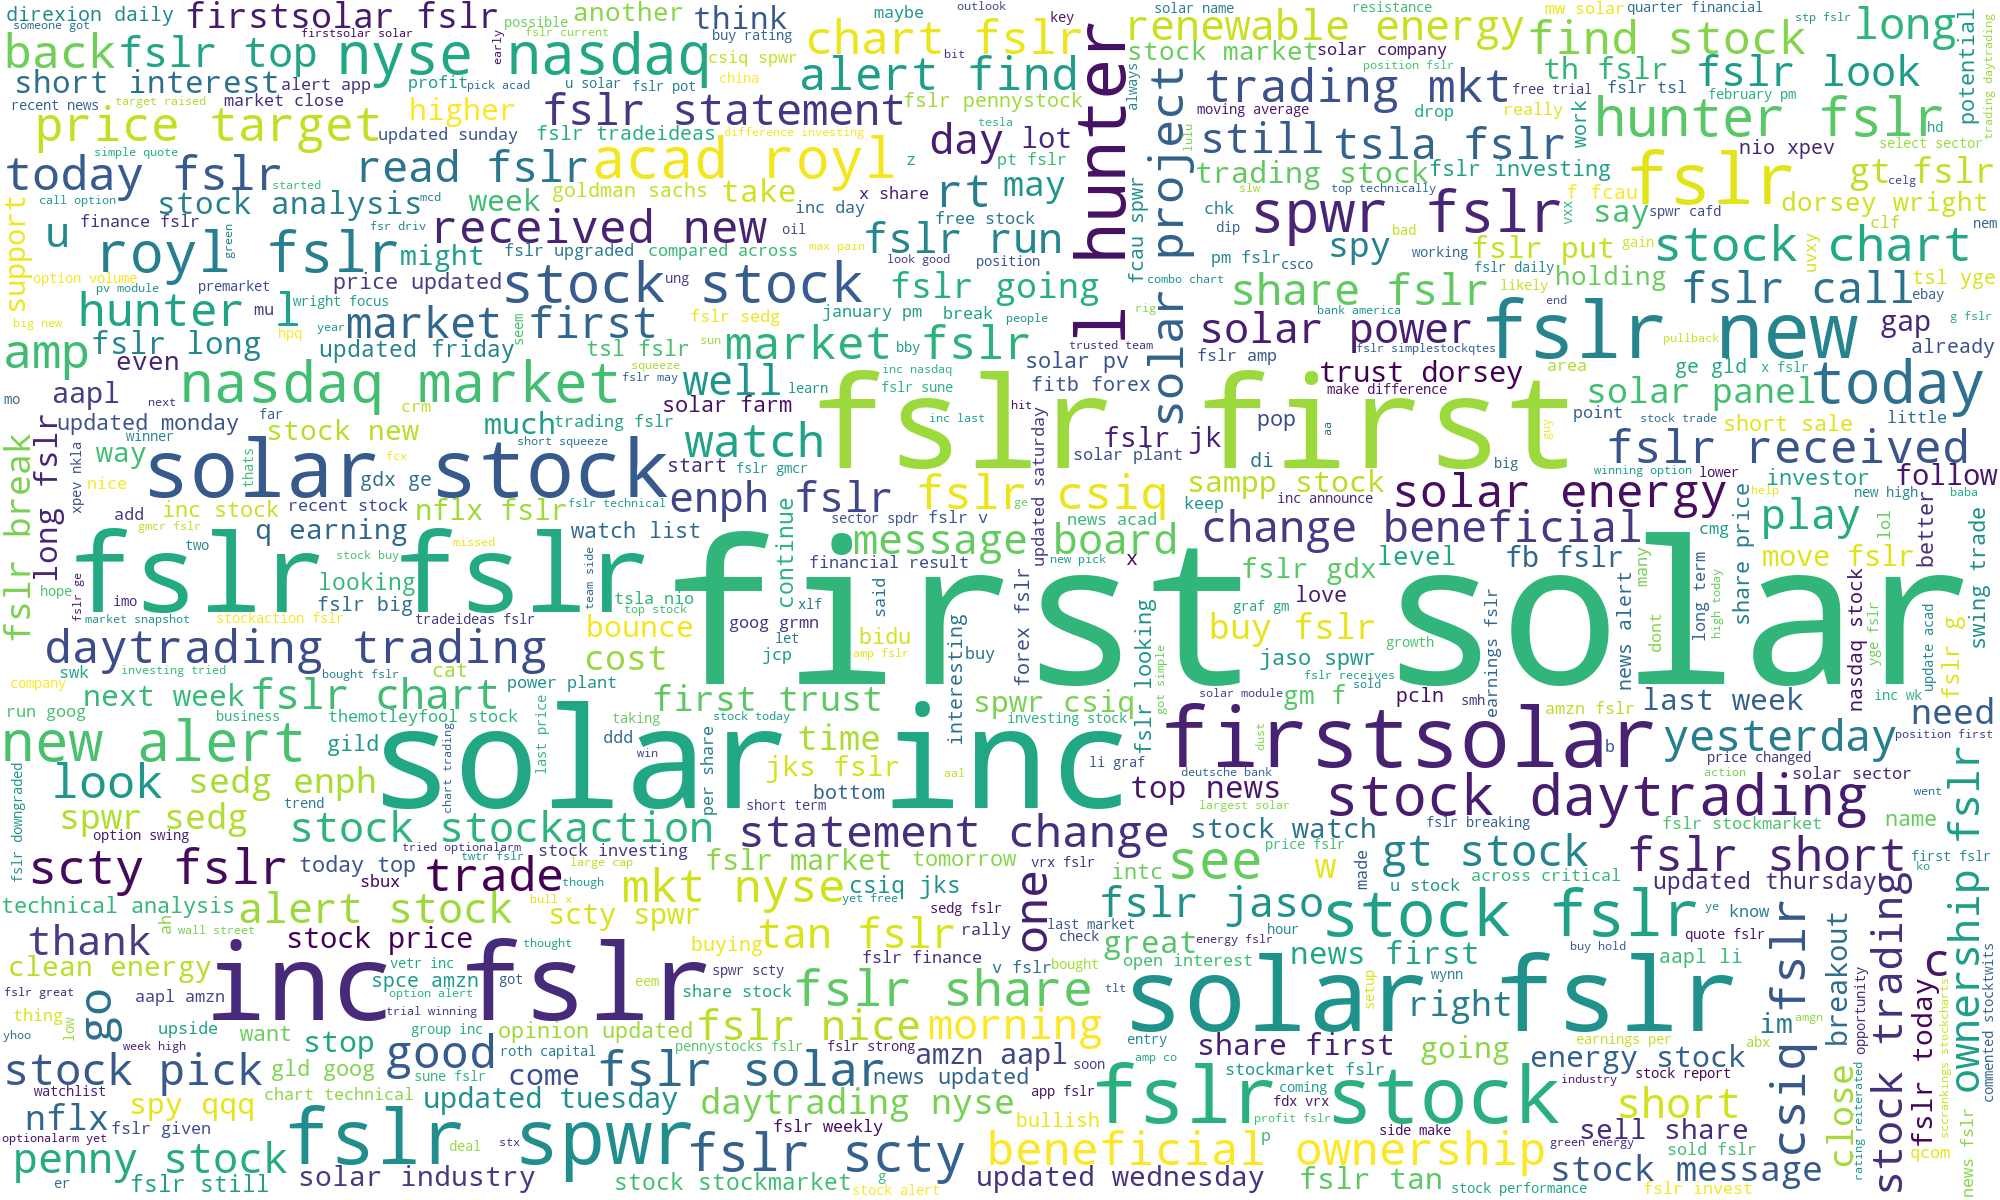 direxion daily
someone got
firstsolar fslr
firstsolar solar
possible
another
think
maybe
outlook
key
solar name
resistance
mw solar
quarter financial
stp fslr
long
back
fslr top
nyse nasdaq
early
fslr current
buy rating
csiq spwr
chart fslr
bit
renewable energy
find stock
trading daytrading
short interest
alert app
profit
pick acad
u solar
fslr pot
china
alert find
l hunter
always
stock market
solar company
position fslr
trading mkt
free trial
fslr tsl
th fslr
fslr look
potential
recent news
target raised
market close
price target
updated sunday
higher
fslr statement
fslr tradeideas
difference investing
fslr pennystock
tesla
day lot
solar project
moving average
drop
really
february pm
work
hunter fslr
hd
select sector
simple quote
today fslr
started
read fslr
acad royl
z
pt fslr
lulu
still
tsla fslr
nio xpev
call option
stock analysis
mcd
week
goldman sachs
take
x share
rt
may
trading stock
fslr investing
slw
top technically
f fcau
fslr
gt fslr
celg
dorsey wright
finance fslr
green
received new
inc day
oil
free stock
fcau spwr
chk
dip
spwr fslr
vxx
say
spwr cafd
clf
nem
support
u
royl fslr
fsr driv
might
fslr upgraded
compared across
max pain
fslr run
look good
position
pm fslr
csco
spy
bad
working
fslr put
gain
stock chart
option volume
pv module
premarket
price updated
stock stock
ung
fslr going
combo chart
share fslr
fslr daily
likely
holding
uvxy
tsl yge
big new
hunter
l
mu
wright focus
hpq
year
market first
seem
fslr sedg
january pm
break
people
rig
bank america
end
fslr call
ebay
g fslr
amp
fslr long
even
updated friday
tsl fslr
squeeze
sun
market fslr
bby
trusted team
solar power
fslr simplestockqtes
fslr new
pullback
gap
already
mo
aapl
next
nasdaq market
fslr may
well
learn
inc nasdaq
fslr sune
solar pv
fitb forex
fslr amp
trust dorsey
make difference
area
ge gld
x fslr
solar panel
today
updated monday
winner
far
crm
stock new
much
trading fslr
solar farm
fslr first
inc last
hit
fslr jk
pop
aa
guy
point
stock trade
short sale
little
fslr break
long fslr
xpev nkla
way
thats
solar stock
fcx
short squeeze
watch
start
fslr gmcr
updated saturday
solar plant
di
big
fslr received
winning option
lower
investor
follow
nice
gdx ge
add
inc stock
recent stock
nflx fslr
fslr technical
enph fslr
fslr csiq
ge
sampp stock
keep
inc announce
solar energy
help
new high
baba
gmcr fslr
two
q earning
missed
watch list
continue
sector spdr
fslr v
news acad
new pick
change beneficial
cmg
share price
play
lol
better
hope
fslr ge
imo
fslr fslr
stock buy
looking
fslr big
team side
tsla nio
top stock
message board
financial result
x
fslr gdx
level
fb fslr
many
move fslr
swing trade
market snapshot
stockaction fslr
tradeideas fslr
bounce
xlf
goog grmn
said
first solar
forex fslr
graf gm
love
earnings fslr
news alert
dont
long term
high today
nasdaq stock
yge fslr
update acad
daytrading trading
cost
let
jcp
bidu
amp fslr
interesting
buy
fslr looking
got simple
buy fslr
jaso spwr
growth
fslr g
company
swk
investing tried
bought fslr
cat
next week
fslr chart
power plant
first trust
spwr csiq
fslr receives
solar module
sold
gm f
pcln
smh
amzn fslr
last week
inc wk
need
run goog
business
themotleyfool stock
taking
stock today
investing stock
position first
new alert
gild
solar inc
last price
ddd
win
time
dust
li graf
firstsolar
b
yesterday
price changed
look
sedg enph
chart trading
per share
jks fslr
aal
bottom
deutsche bank
top news
action
solar sector
fslr downgraded
spwr sedg
trend
short term
largest solar
stock daytrading
went
option swing
stock stockaction
tried optionalarm
statement change
stock watch
fslr breaking
fslr stockmarket
name
scty fslr
today top
sbux
trade
twtr fslr
stock investing
large cap
though
fslr market
tomorrow
vrx fslr
one
intc
see
price fslr
w
made
gt stock
across critical
u stock
fslr short
updated thursday
first fslr
ko
technical analysis
ah
alert stock
bull x
mkt nyse
csiq jks
yet free
sedg fslr
last market
fslr jaso
hour
stock fslr
ye
know
ownership fslr
wall street
thank
stock price
thought
scty spwr
buying
tan fslr
rally
check
great
energy fslr
news first
aapl li
buy hold
quote fslr
stock trading
c
clean energy
vetr inc
inc fslr
spwr scty
fslr finance
v fslr
bought
open interest
csiq fslr
breakout
fslr great
aapl amzn
spce amzn
option alert
got
eem
share stock
fslr share
tlt
solar fslr
setup
wynn
right
thing
go
trial winning
low
yhoo
upside
want
group inc
opinion updated
fslr nice
morning
entry
im
amgn
opportunity
fslr today
commented stocktwits
week high
stop
good
roth capital
pennystocks fslr
fslr strong
amzn aapl
soon
amp co
share first
going
earnings per
abx
energy stock
stock pick
gld goog
sune fslr
come
fslr solar
news updated
stockmarket fslr
coming
industry
stock report
close
rating reiterated
sccrankings stockcharts
watchlist
nflx
spy qqq
chart technical
updated tuesday
daytrading nyse
app fslr
bullish
fslr stock
fdx vrx
profit fslr
short
sell share
qcom
news fslr
fslr given
optionalarm yet
fslr spwr
deal
stx
fslr scty
fslr weekly
beneficial ownership
p
side make
green energy
sold fslr
penny stock
er
fslr still
solar industry
stock stockmarket
g
stock alert
updated wednesday
fslr tan
stock performance
stock message
fslr invest